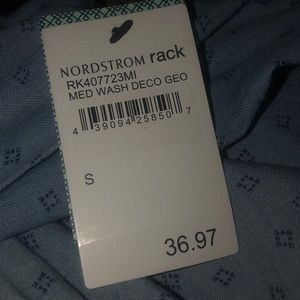 NORDSTROM rack
RK407723MI
MED WASH DECO GEO
4 39094 25850 7
S
36.97